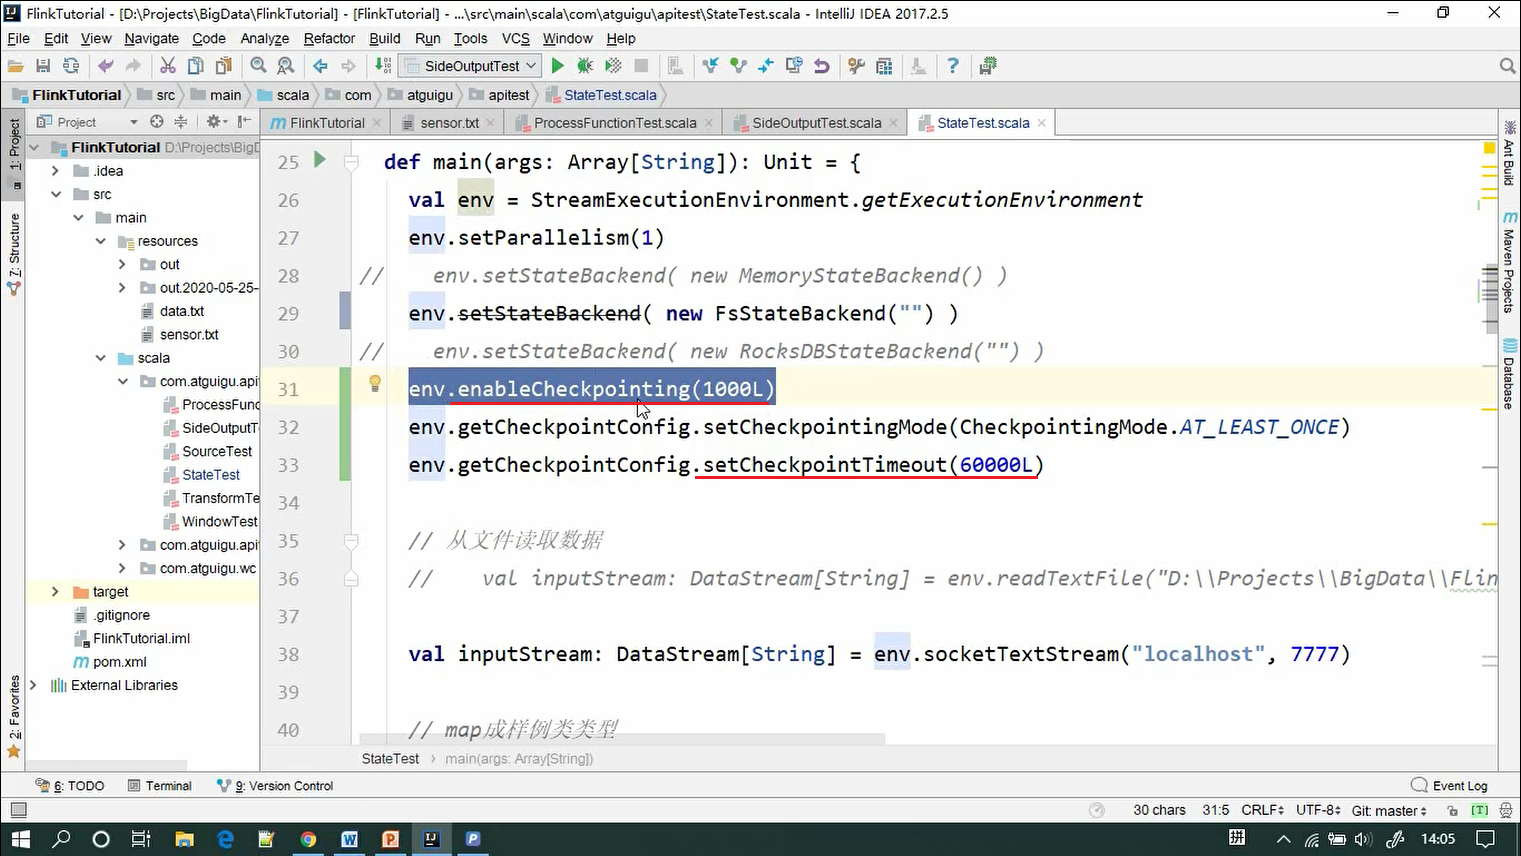 FlinkTutorial - [D:\Projects\BigData\FlinkTutorial] - [FlinkTutorial] - ...\src\main\scala\com\atguigu\apitest\StateTest.scala - IntelliJ IDEA 2017.2.5
File Edit View Navigate Code Analyze Refactor Build Run Tools VCS Window Help
SideOutputTest
FlinkTutorial src main scala com atguigu apitest StateTest.scala
Project
FlinkTutorial sensor.txt ProcessFunctionTest.scala SideOutputTest.scala StateTest.scala
1: Project
7: Structure
2: Favorites
FlinkTutorial D:\Projects\BigD
.idea
src
main
resources
out
out.2020-05-25-
data.txt
sensor.txt
scala
com.atguigu.apit
ProcessFunc
SideOutputT
SourceTest
StateTest
TransformTe
WindowTest
com.atguigu.apit
com.atguigu.wc
target
.gitignore
FlinkTutorial.iml
pom.xml
External Libraries
25 def main(args: Array[String]): Unit = {
26 val env = StreamExecutionEnvironment.getExecutionEnvironment
27 env.setParallelism(1)
28 // env.setStateBackend( new MemoryStateBackend() )
29 env.setStateBackend( new FsStateBackend("") )
30 // env.setStateBackend( new RocksDBStateBackend("") )
31 env.enableCheckpointing(1000L)
32 env.getCheckpointConfig.setCheckpointingMode(CheckpointingMode.AT_LEAST_ONCE)
33 env.getCheckpointConfig.setCheckpointTimeout(60000L)
34
35 // 从文件读取数据
36 // val inputStream: DataStream[String] = env.readTextFile("D:\\Projects\\BigData\\Flin
37
38 val inputStream: DataStream[String] = env.socketTextStream("localhost", 7777)
39
40 // map成样例类类型
StateTest main(args: Array[String])
Ant Build
Maven Projects
Database
6: TODO Terminal 9: Version Control Event Log
30 chars 31:5 CRLF UTF-8 Git: master [T]
拼 14:05